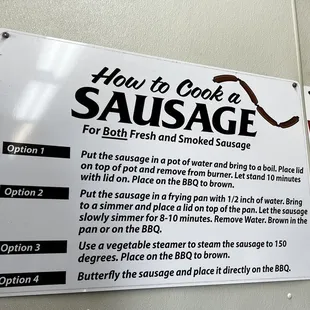 How to Cook a
SAUSAGE
For Both Fresh and Smoked Sausage
Option 1
Put the sausage in a pot of water and bring to a boil. Place lid
on top of pot and remove from burner. Let stand 10 minutes
with lid on. Place on the BBQ to brown.
Option 2
Put the sausage in a frying pan with 1/2 inch of water. Bring
to a simmer and place a lid on top of the pan. Let the sausage
slowly simmer for 8-10 minutes. Remove Water. Brown in the
pan or on the BBQ.
Option 3
Use a vegetable steamer to steam the sausage to 150
degrees. Place on the BBQ to brown.
Option 4
Butterfly the sausage and place it directly on the BBQ.